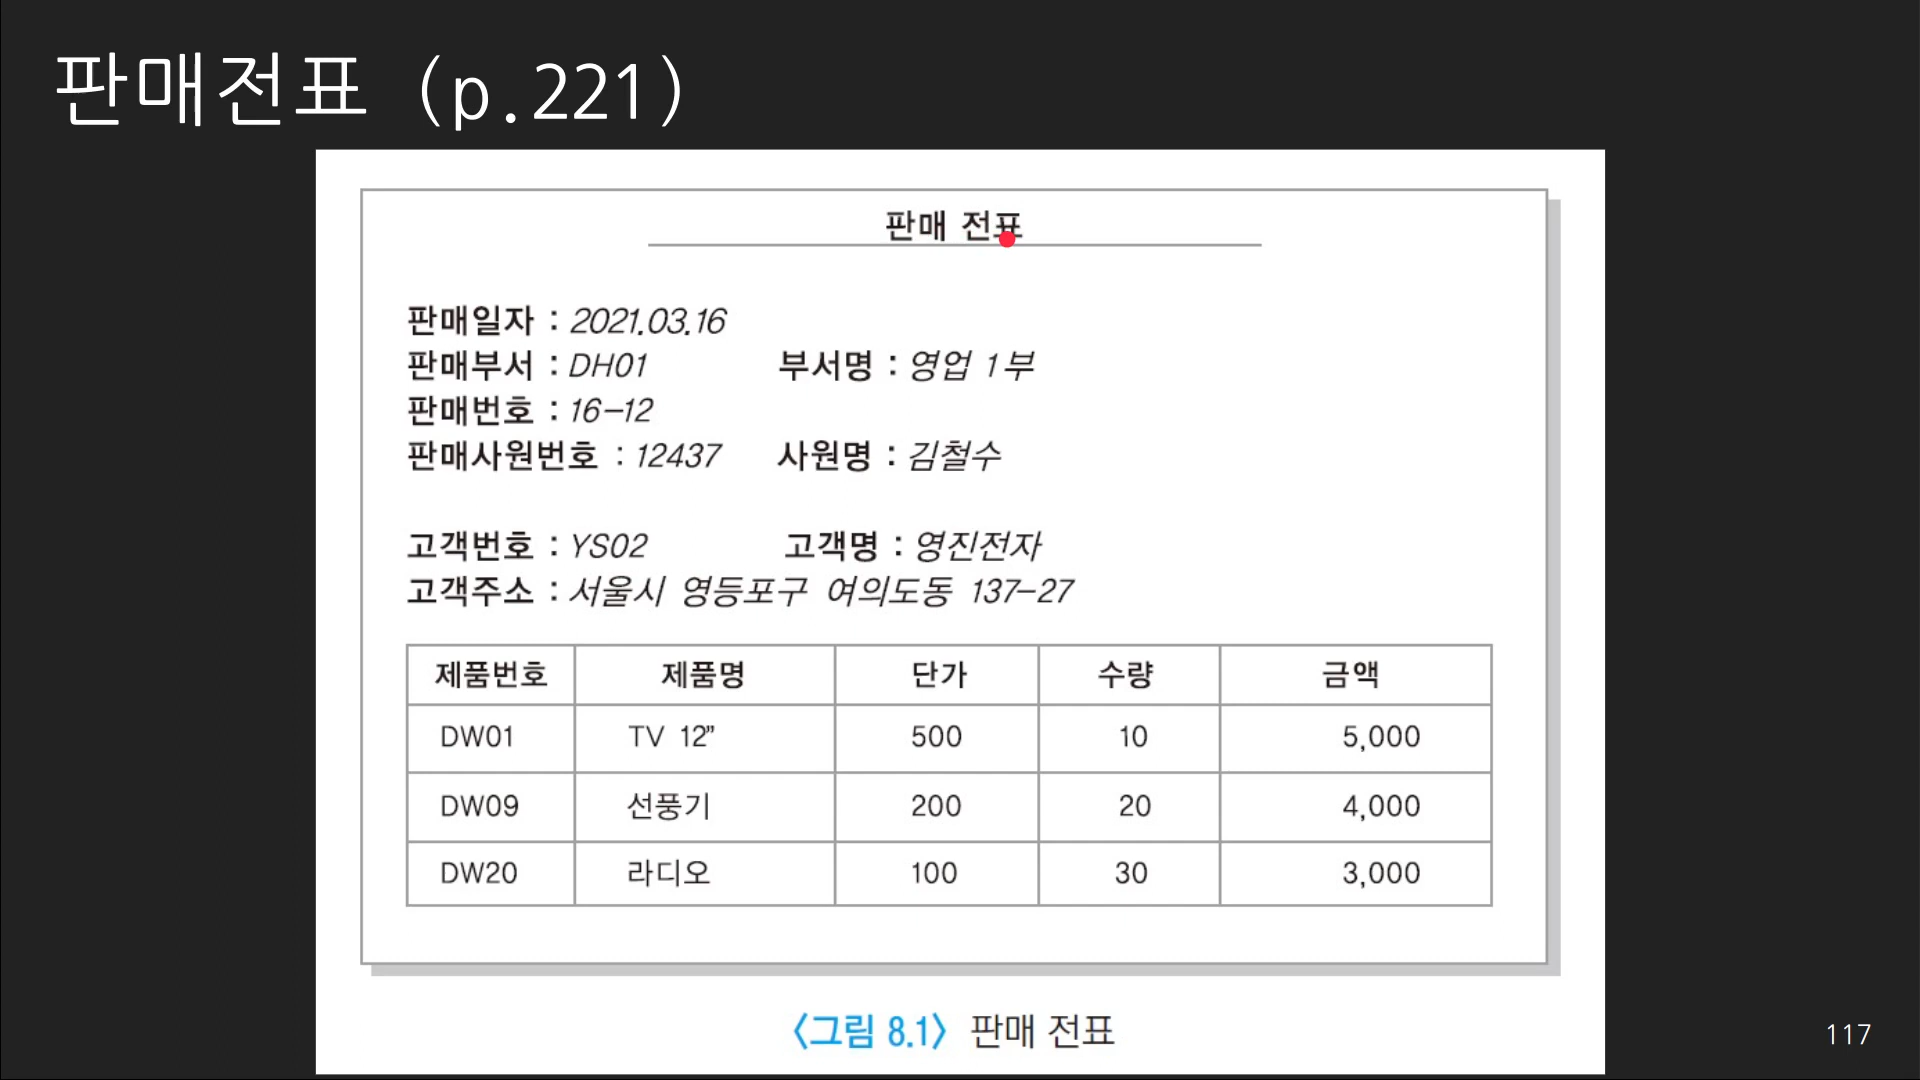 판매전표 (p.221)
판매 전표
판매일자 : 2021.03.16
판매부서 : DH01 부서명 : 영업 1부
판매번호 : 16-12
판매사원번호 : 12437 사원명 : 김철수
고객번호 : YS02 고객명 : 영진전자
고객주소 : 서울시 영등포구 여의도동 137-27
제품번호 제품명 단가 수량 금액
DW01 TV 12” 500 10 5,000
DW09 선풍기 200 20 4,000
DW20 라디오 100 30 3,000
〈그림 8.1〉 판매 전표
117